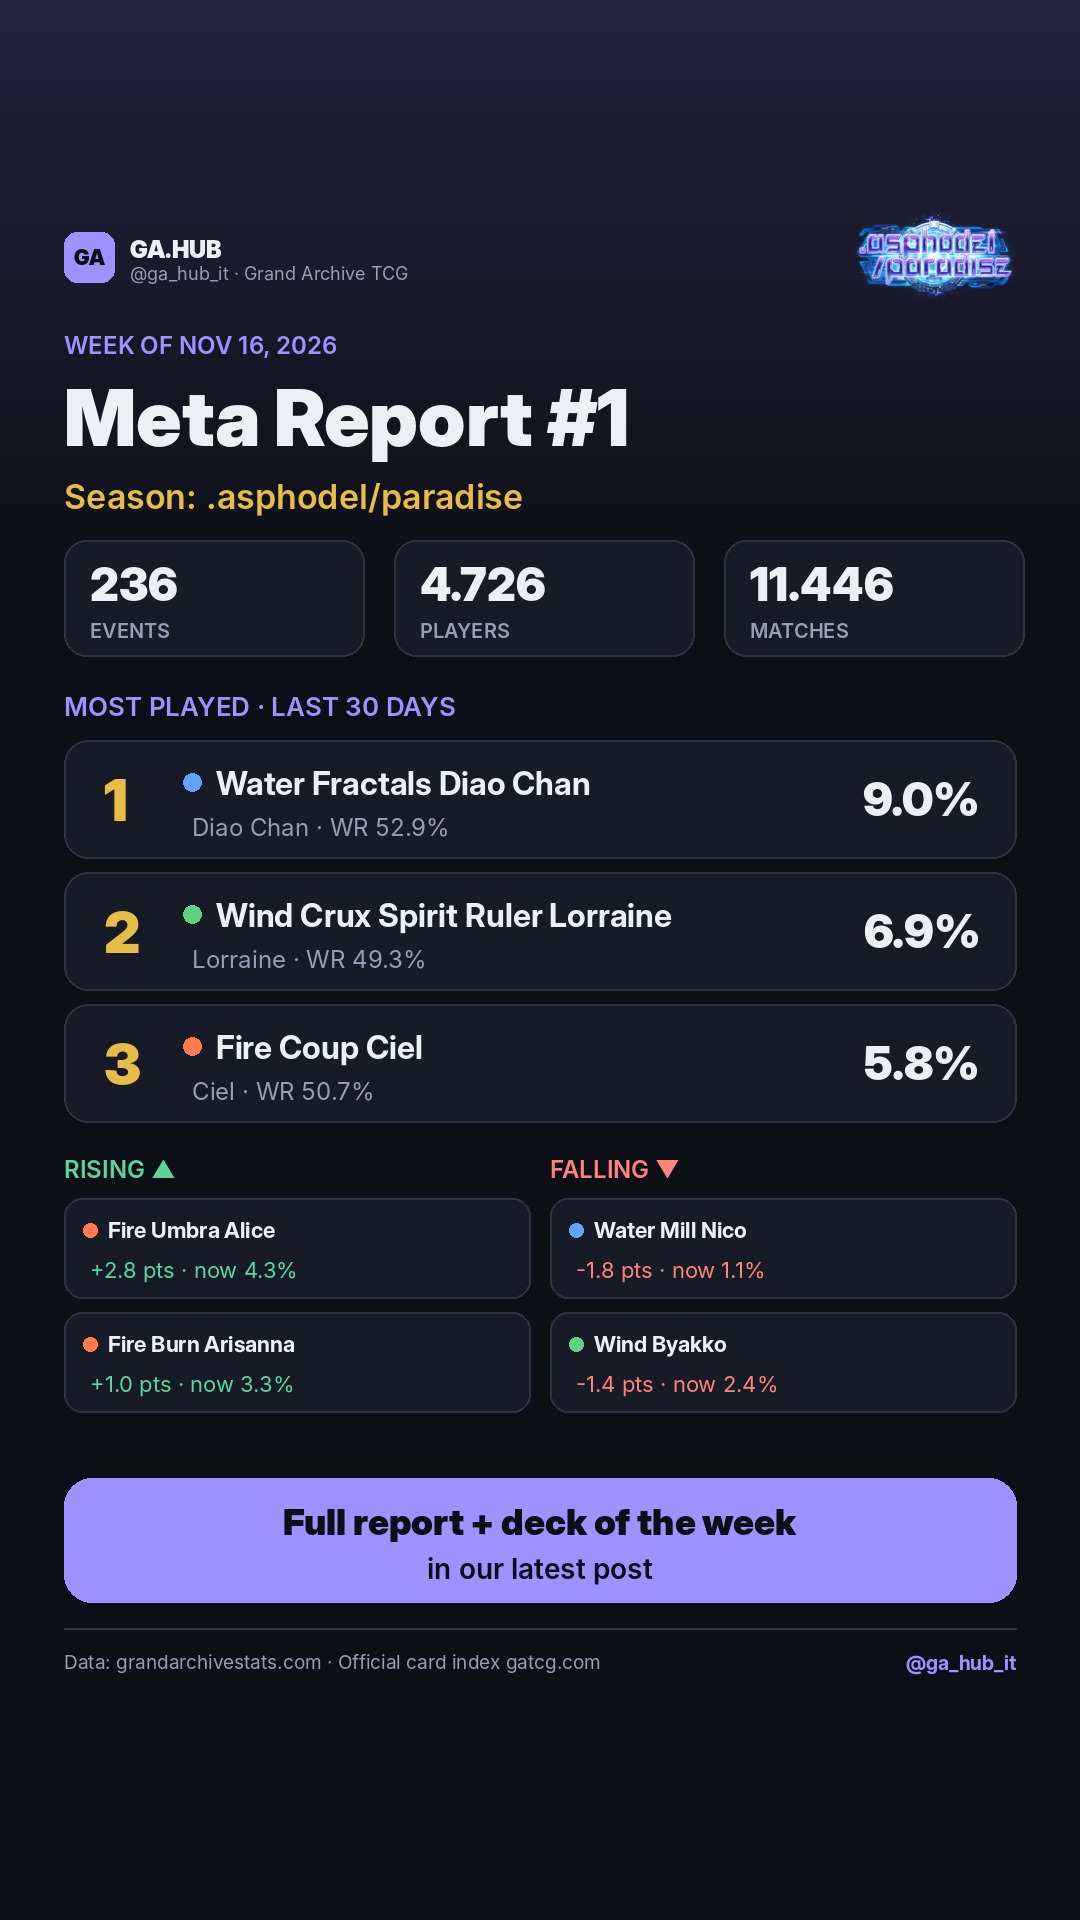 GA
GA.HUB
@ga_hub_it · Grand Archive TCG
.asphodel
/paradise
WEEK OF NOV 16, 2026
Meta Report #1
Season: .asphodel/paradise
236
EVENTS
4.726
PLAYERS
11.446
MATCHES
MOST PLAYED · LAST 30 DAYS
1
Water Fractals Diao Chan
Diao Chan · WR 52.9%
9.0%
2
Wind Crux Spirit Ruler Lorraine
Lorraine · WR 49.3%
6.9%
3
Fire Coup Ciel
Ciel · WR 50.7%
5.8%
RISING ▲
Fire Umbra Alice
+2.8 pts · now 4.3%
Fire Burn Arisanna
+1.0 pts · now 3.3%
FALLING ▼
Water Mill Nico
-1.8 pts · now 1.1%
Wind Byakko
-1.4 pts · now 2.4%
Full report + deck of the week
in our latest post
Data: grandarchivestats.com · Official card index gatcg.com
@ga_hub_it